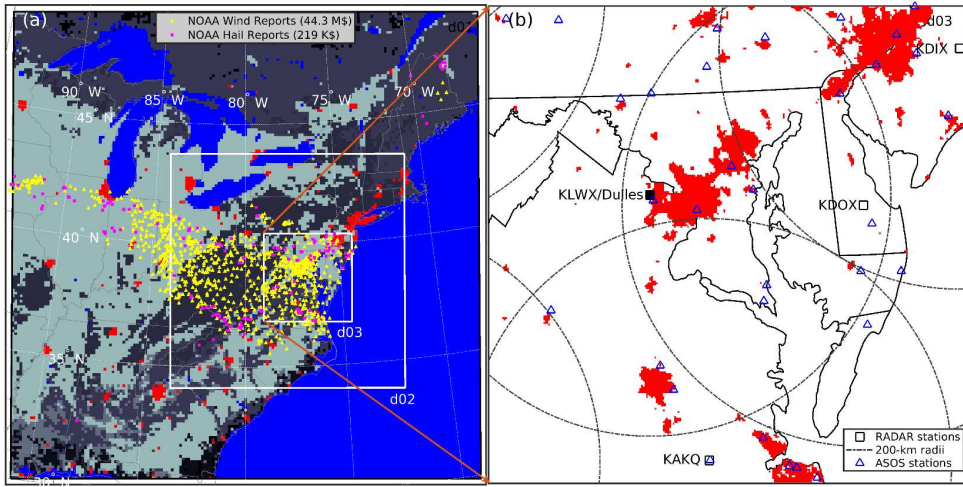 (a)
NOAA Wind Reports (44.3 M$)
NOAA Hail Reports (219 K$)
90° W
85° W
80° W
75° W
70° W
45° N
40° N
35° N
30° N
d03
d02
(b)
d03
KDIX
KLWX/Dulles
KDOX
KAKQ
RADAR stations
200-km radii
ASOS stations